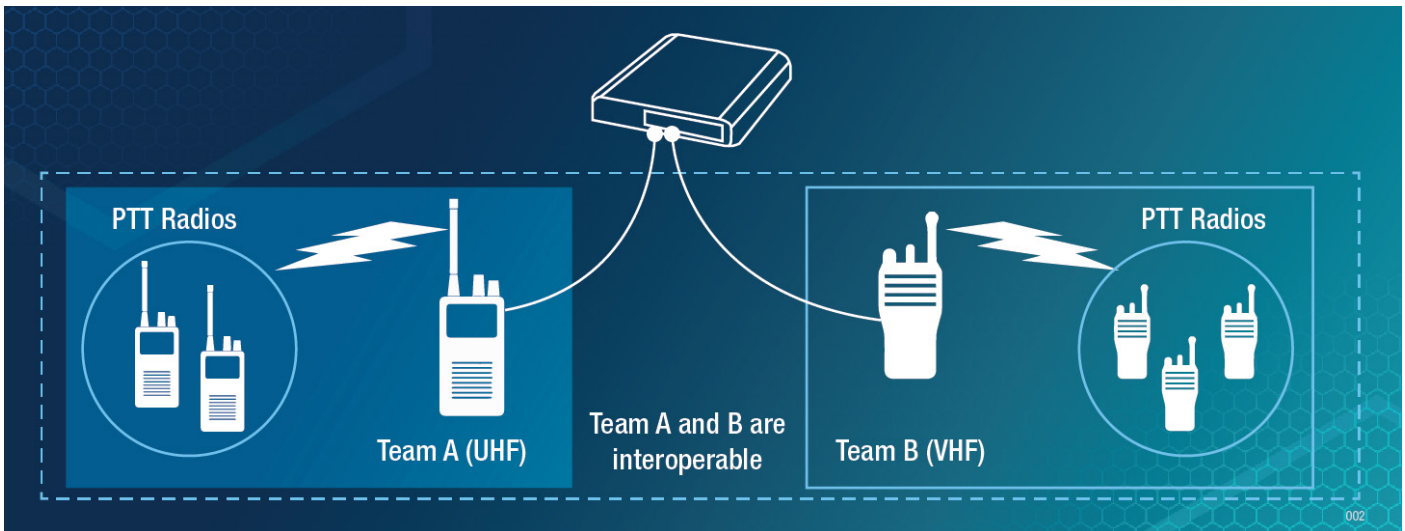 PTT Radios
Team A (UHF)
Team A and B are
interoperable
Team B (VHF)
PTT Radios
002